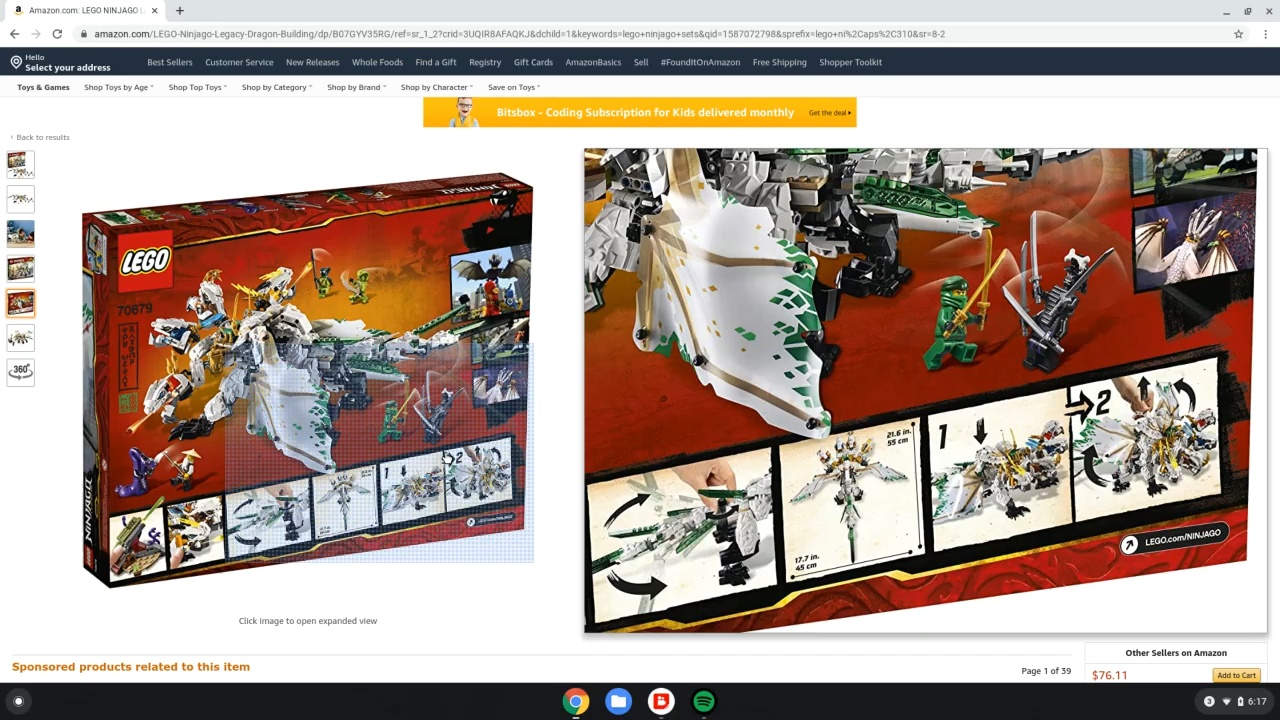 Amazon.com: LEGO NINJAGO L
amazon.com/LEGO-Ninjago-Legacy-Dragon-Building/dp/B07GYV35RG/ref=sr_1_2?crid=3UQIR8AFAQKJ&dchild=1&keywords=lego+ninjago+sets&qid=1587072798&sprefix=lego+ni%2Caps%2C310&sr=8-2
Hello
Select your address
Best Sellers Customer Service New Releases Whole Foods Find a Gift Registry Gift Cards AmazonBasics Sell #FoundItOnAmazon Free Shipping Shopper Toolkit
Toys & Games Shop Toys by Age Shop Top Toys Shop by Category Shop by Brand Shop by Character Save on Toys
Bitsbox - Coding Subscription for Kids delivered monthly Get the deal
Back to results
360°
LEGO
70679
NINJAGO
1
2
LEGO.com/NINJAGO
21.6 in.
55 cm
17.7 in.
45 cm
1
2
LEGO.com/NINJAGO
Click image to open expanded view
Sponsored products related to this item
Page 1 of 39
Other Sellers on Amazon
$76.11
Add to Cart
3
6:17